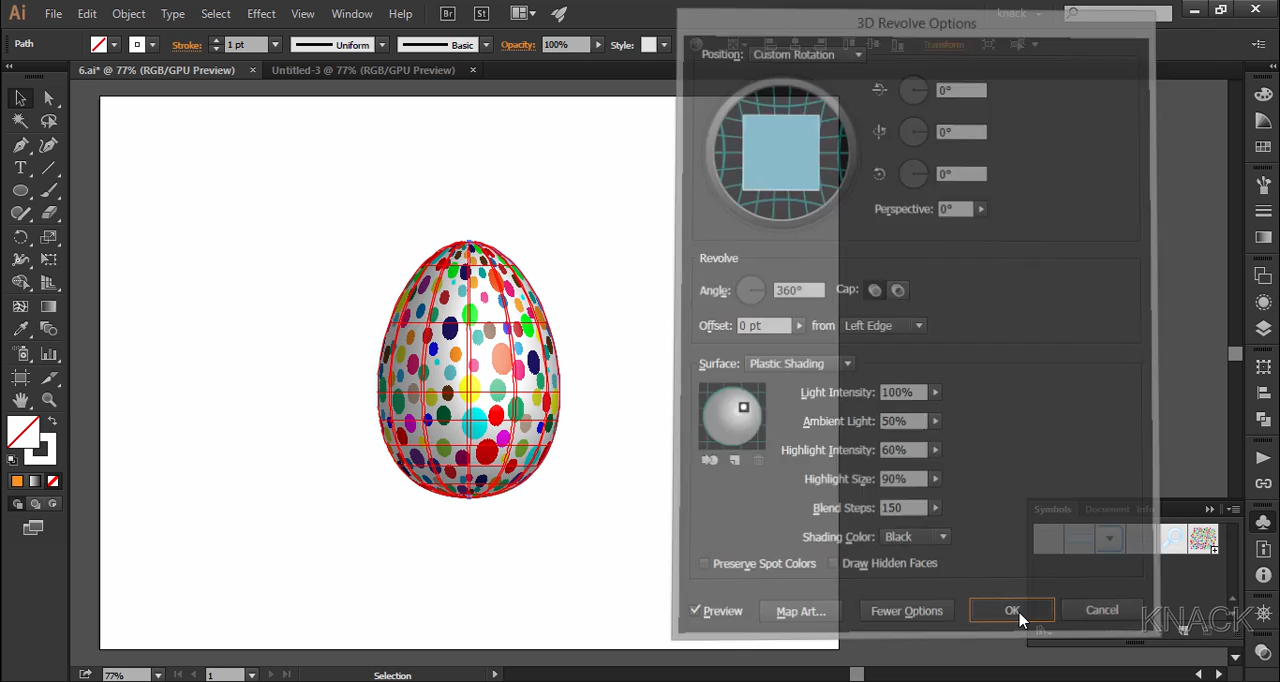 Ai File Edit Object Type Select Effect View Window Help Br St knack
Path Stroke: 1 pt Uniform Basic Opacity: 100% Style: Transform
6.ai* @ 77% (RGB/GPU Preview) × Untitled-3 @ 77% (RGB/GPU Preview) ×
3D Revolve Options
Position: Custom Rotation
0°
0°
0°
Perspective: 0°
Revolve
Angle: 360° Cap:
Offset: 0 pt from Left Edge
Surface: Plastic Shading
Light Intensity: 100%
Ambient Light: 50%
Highlight Intensity: 60%
Highlight Size: 90%
Blend Steps: 150
Shading Color: Black
Preserve Spot Colors Draw Hidden Faces
Preview Map Art... Fewer Options OK Cancel
Symbols Document Info
KNACK
77% 1 Selection